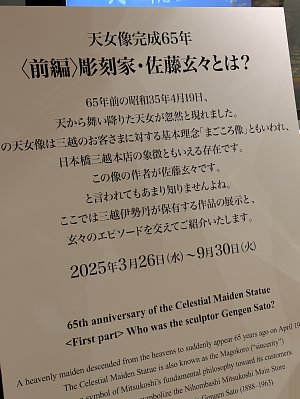 天女像完成65年
〈前編〉彫刻家・佐藤玄々とは？
65年前の昭和35年4月19日、
天から舞い降りた天女が忽然と現れました。
の天女像は三越のお客さまに対する基本理念「まごころ像」ともいわれ、
日本橋三越本店の象徴ともいえる存在です。
この像の作者が佐藤玄々です。
と言われてもあまり知りませんよね。
ここでは三越伊勢丹が保有する作品の展示と、
玄々のエピソードを交えてご紹介いたします。
2025年3月26日(水)〜9月30日(火)
65th anniversary of the Celestial Maiden Statue
<First part> Who was the sculptor Gengen Sato?
A heavenly maiden descended from the heavens to suddenly appear 65 years ago on April 19
The Celestial Maiden Statue is also known as the Magokoro ("sincerity")
symbol of Mitsukoshi's fundamental philosophy toward its customers.
symbolize the Nihombashi Mitsukoshi Main Store.
Gengen Sato (1888–1963).